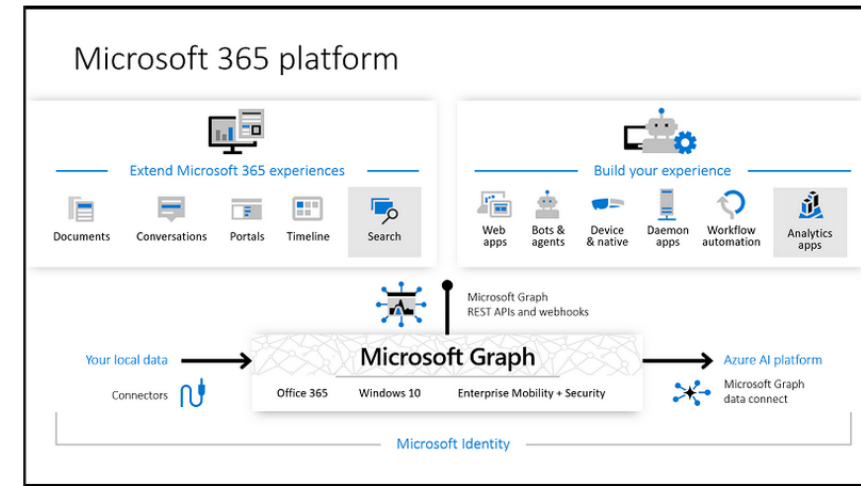 Microsoft 365 platform
Extend Microsoft 365 experiences
Documents
Conversations
Portals
Timeline
Search
Build your experience
Web
apps
Bots &
agents
Device
& native
Daemon
apps
Workflow
automation
Analytics
apps
Microsoft Graph
REST APIs and webhooks
Your local data
Connectors
Microsoft Graph
Office 365
Windows 10
Enterprise Mobility + Security
Azure AI platform
Microsoft Graph
data connect
Microsoft Identity